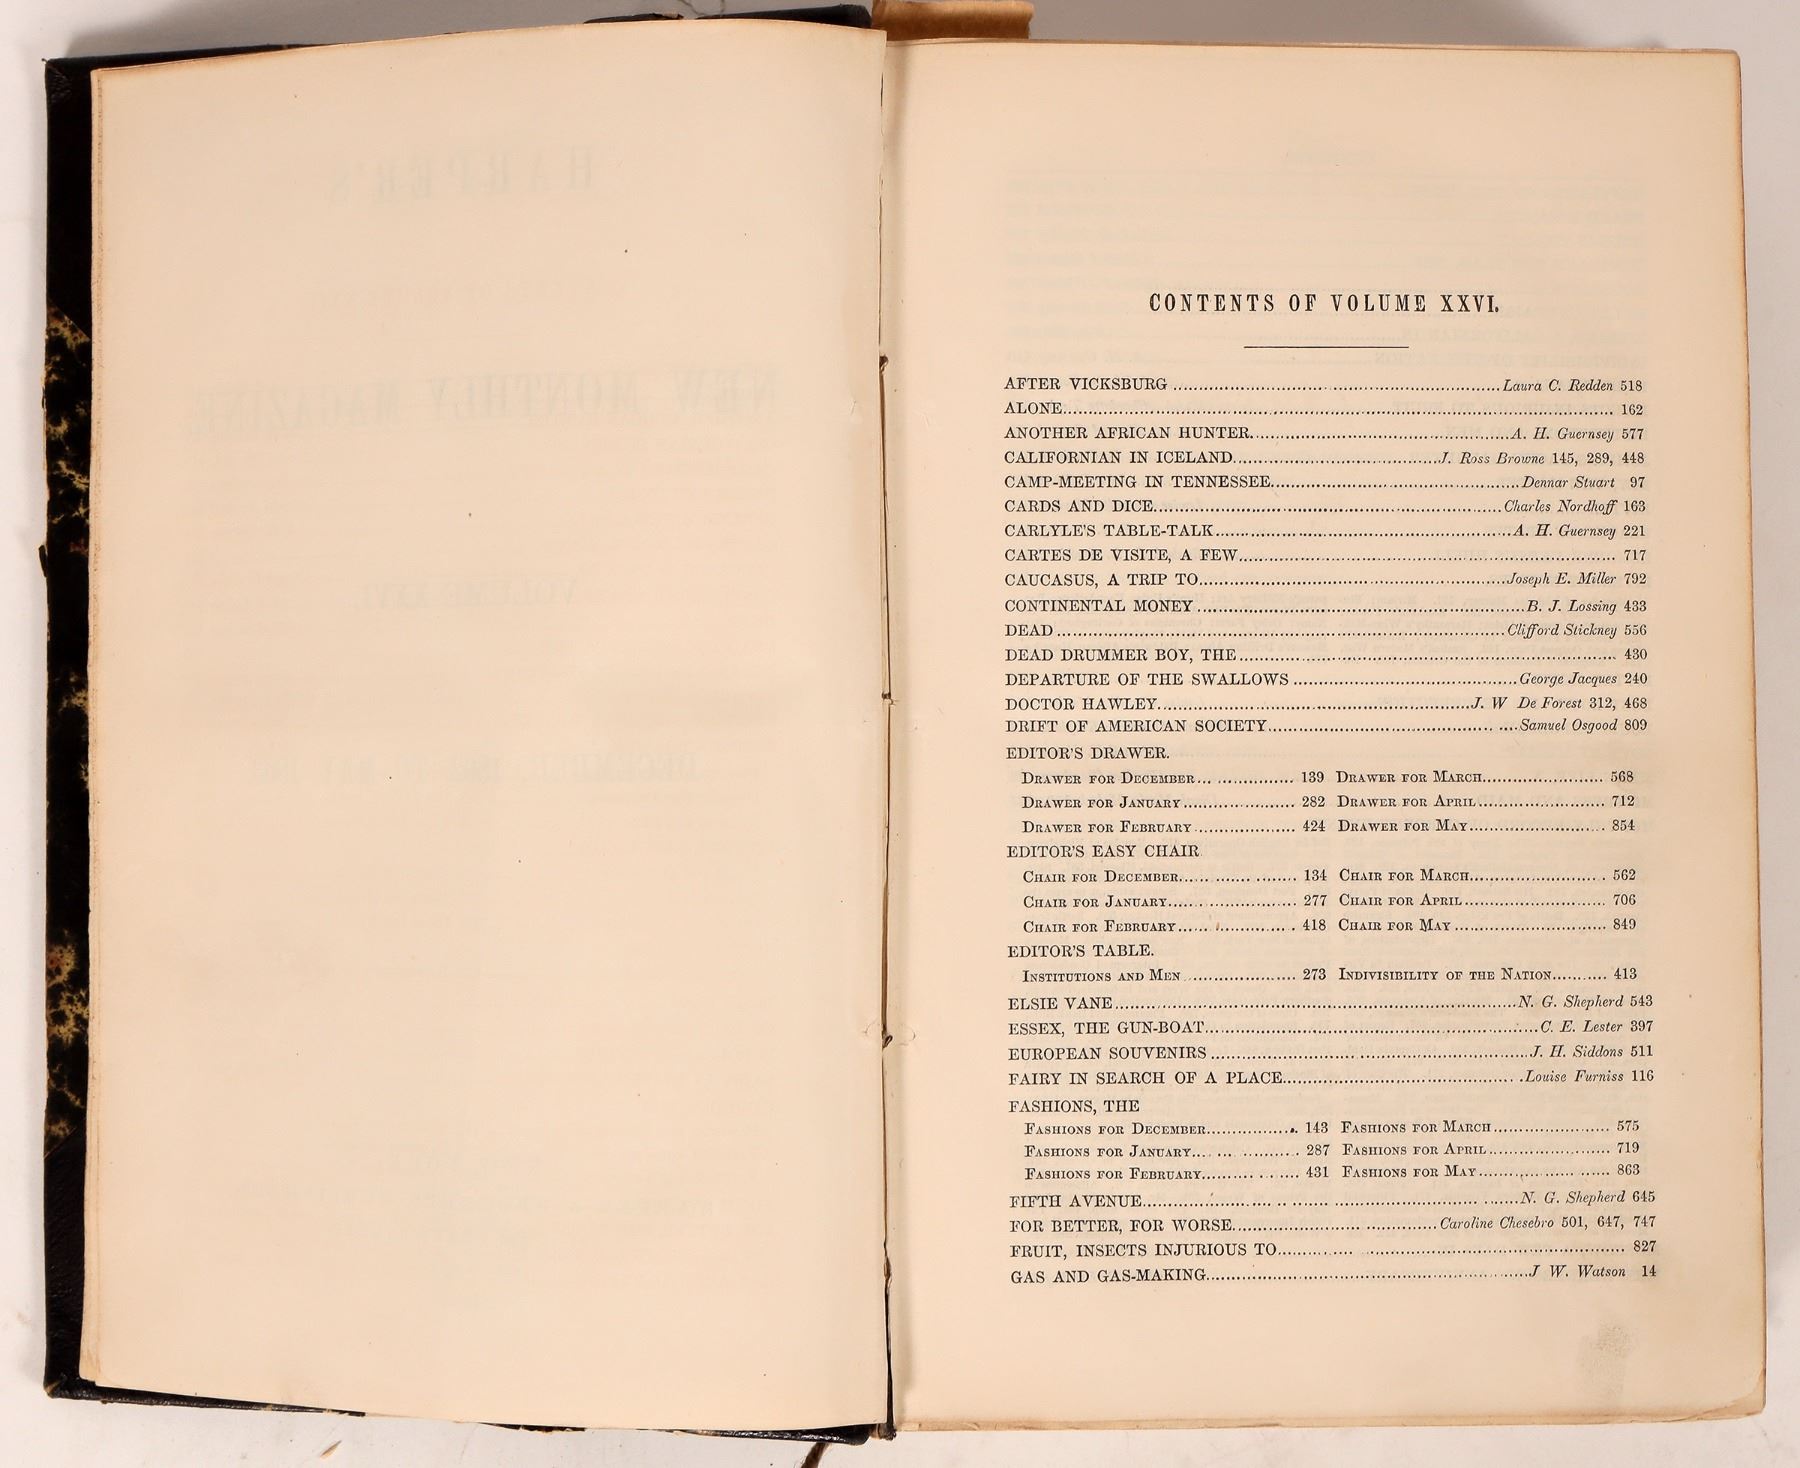 HARPER'S
NEW MONTHLY MAGAZINE
VOLUME XXVI.
CONTENTS OF VOLUME XXVI.
AFTER VICKSBURG Laura C. Redden 518
ALONE 162
ANOTHER AFRICAN HUNTER A. H. Guernsey 577
CALIFORNIAN IN ICELAND J. Ross Browne 145, 289, 448
CAMP-MEETING IN TENNESSEE Dennar Stuart 97
CARDS AND DICE Charles Nordhoff 163
CARLYLE'S TABLE-TALK A. H. Guernsey 221
CARTES DE VISITE, A FEW 717
CAUCASUS, A TRIP TO Joseph E. Miller 792
CONTINENTAL MONEY B. J. Lossing 433
DEAD Clifford Stickney 556
DEAD DRUMMER BOY, THE 430
DEPARTURE OF THE SWALLOWS George Jacques 240
DOCTOR HAWLEY J. W De Forest 312, 468
DRIFT OF AMERICAN SOCIETY Samuel Osgood 809
EDITOR'S DRAWER.
DRAWER FOR DECEMBER 139 DRAWER FOR MARCH 568
DRAWER FOR JANUARY 282 DRAWER FOR APRIL 712
DRAWER FOR FEBRUARY 424 DRAWER FOR MAY 854
EDITOR'S EASY CHAIR
CHAIR FOR DECEMBER 134 CHAIR FOR MARCH 562
CHAIR FOR JANUARY 277 CHAIR FOR APRIL 706
CHAIR FOR FEBRUARY 418 CHAIR FOR MAY 849
EDITOR'S TABLE.
INSTITUTIONS AND MEN 273 INDIVISIBILITY OF THE NATION 413
ELSIE VANE N. G. Shepherd 543
ESSEX, THE GUN-BOAT C. E. Lester 397
EUROPEAN SOUVENIRS J. H. Siddons 511
FAIRY IN SEARCH OF A PLACE Louise Furniss 116
FASHIONS, THE
FASHIONS FOR DECEMBER 143 FASHIONS FOR MARCH 575
FASHIONS FOR JANUARY 287 FASHIONS FOR APRIL 719
FASHIONS FOR FEBRUARY 431 FASHIONS FOR MAY 863
FIFTH AVENUE N. G. Shepherd 645
FOR BETTER, FOR WORSE Caroline Chesebro 501, 647, 747
FRUIT, INSECTS INJURIOUS TO 827
GAS AND GAS-MAKING J W. Watson 14